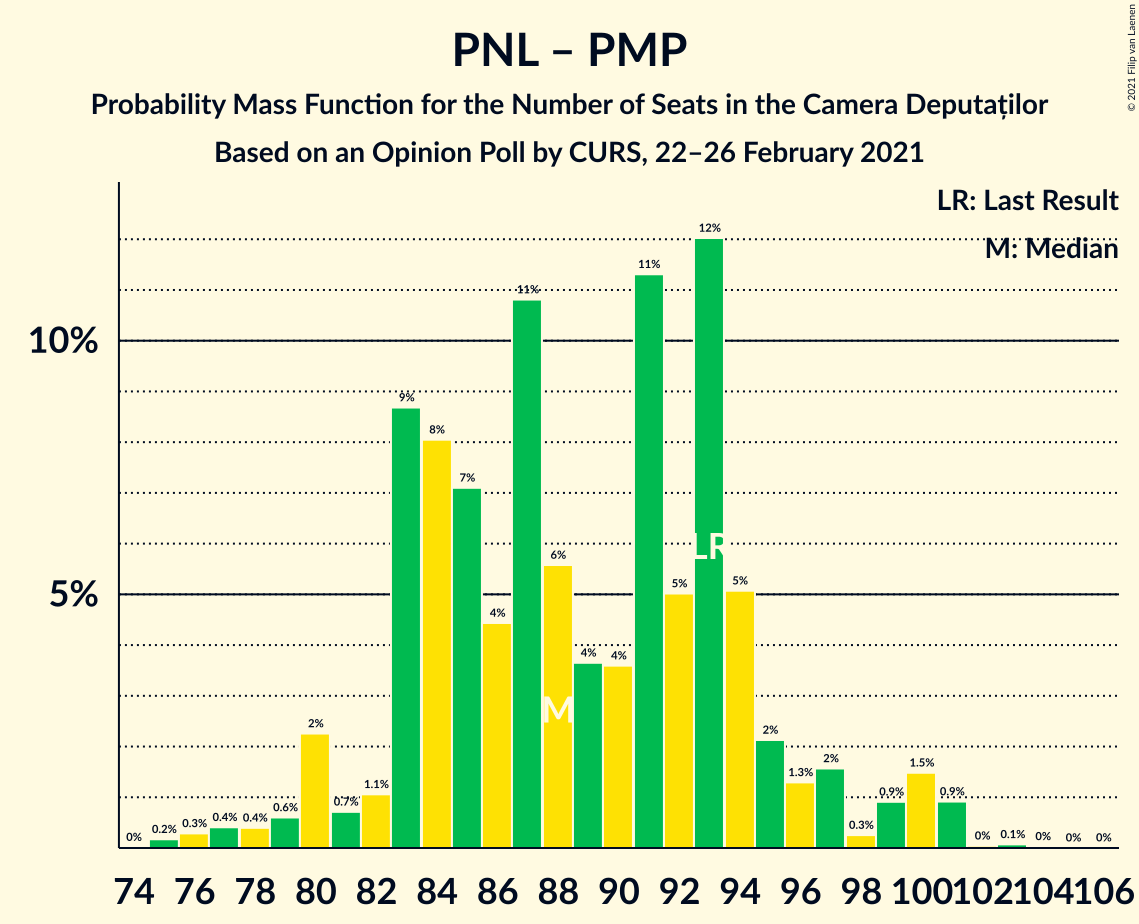 PNL – PMP
Probability Mass Function for the Number of Seats in the Camera Deputaților
Based on an Opinion Poll by CURS, 22–26 February 2021
© 2021 Filip van Laenen
LR: Last Result
M: Median
10%
5%
0% 0.2% 0.3% 0.4% 0.4% 0.6% 2% 0.7% 1.1% 9% 8% 7% 4% 11% 6% 4% 4% 11% 5% 12% 5% 2% 1.3% 2% 0.3% 0.9% 1.5% 0.9% 0% 0.1% 0% 0% 0%
LR
M
74 76 78 80 82 84 86 88 90 92 94 96 98 100 102 104 106